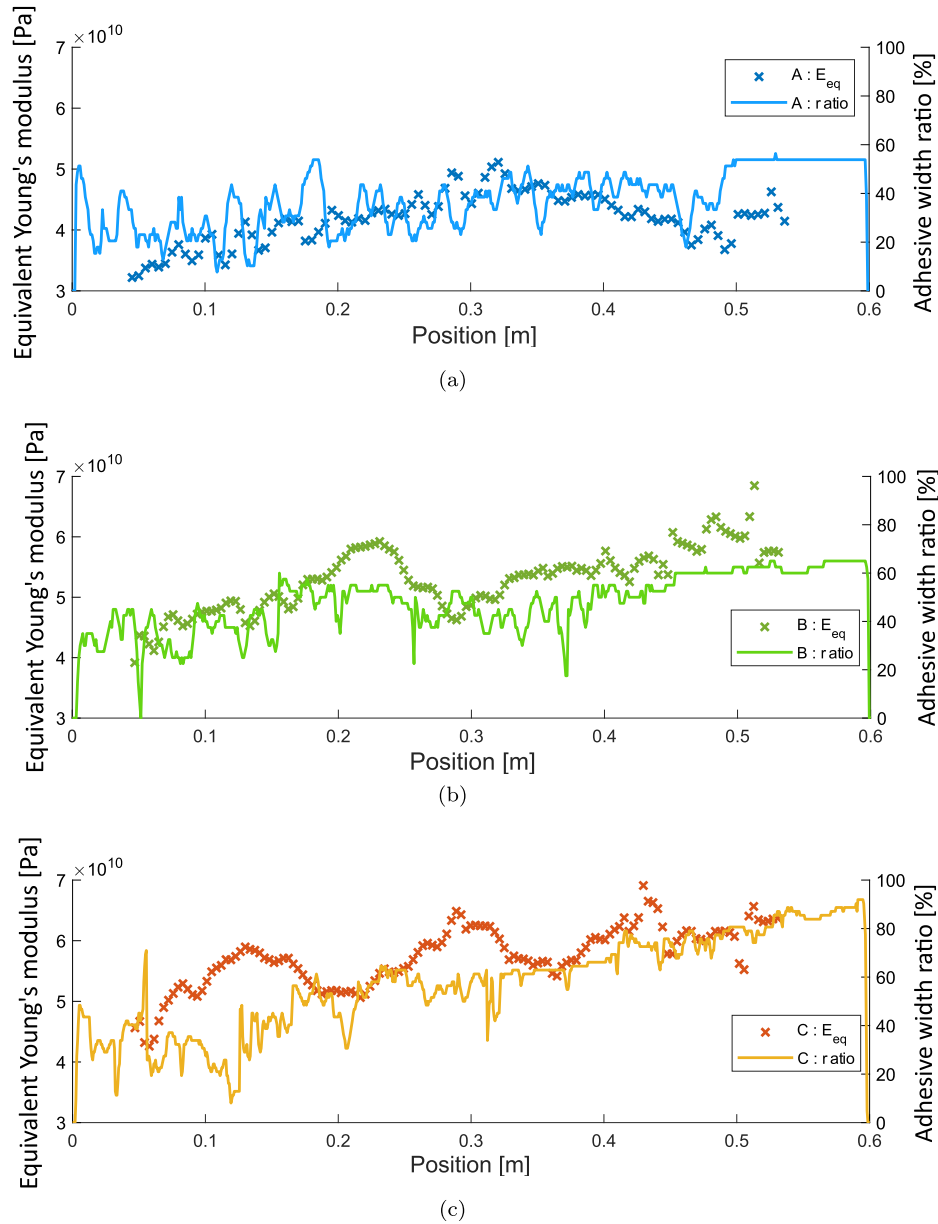 (a)
×10^10
7
6
5
4
3
Equivalent Young's modulus [Pa]
100
80
60
40
20
0
Adhesive width ratio [%]
A : E_eq
A : ratio
0 0.1 0.2 0.3 0.4 0.5 0.6
Position [m]
(a)
×10^10
7
6
5
4
3
Equivalent Young's modulus [Pa]
100
80
60
40
20
0
Adhesive width ratio [%]
B : E_eq
B : ratio
0 0.1 0.2 0.3 0.4 0.5 0.6
Position [m]
(b)
×10^10
7
6
5
4
3
Equivalent Young's modulus [Pa]
100
80
60
40
20
0
Adhesive width ratio [%]
C : E_eq
C : ratio
0 0.1 0.2 0.3 0.4 0.5 0.6
Position [m]
(c)